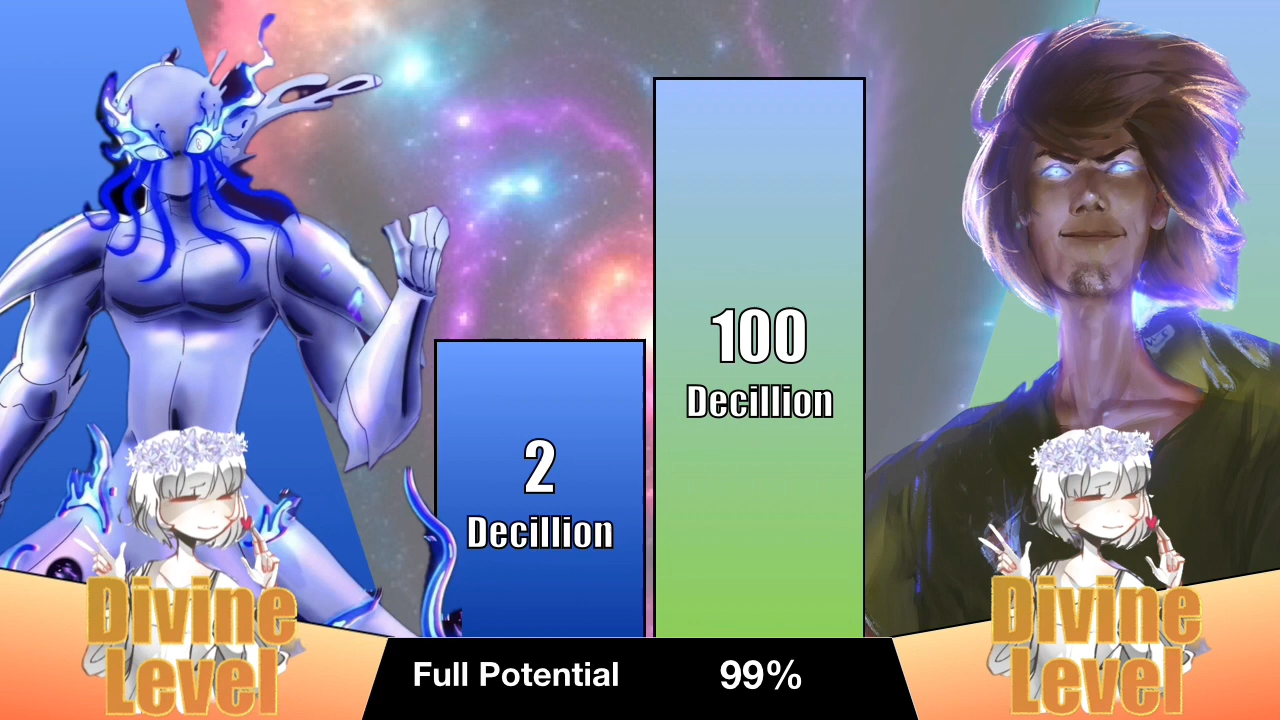 100
Decillion
2
Decillion
Divine
Level
Full Potential
99%
Divine
Level